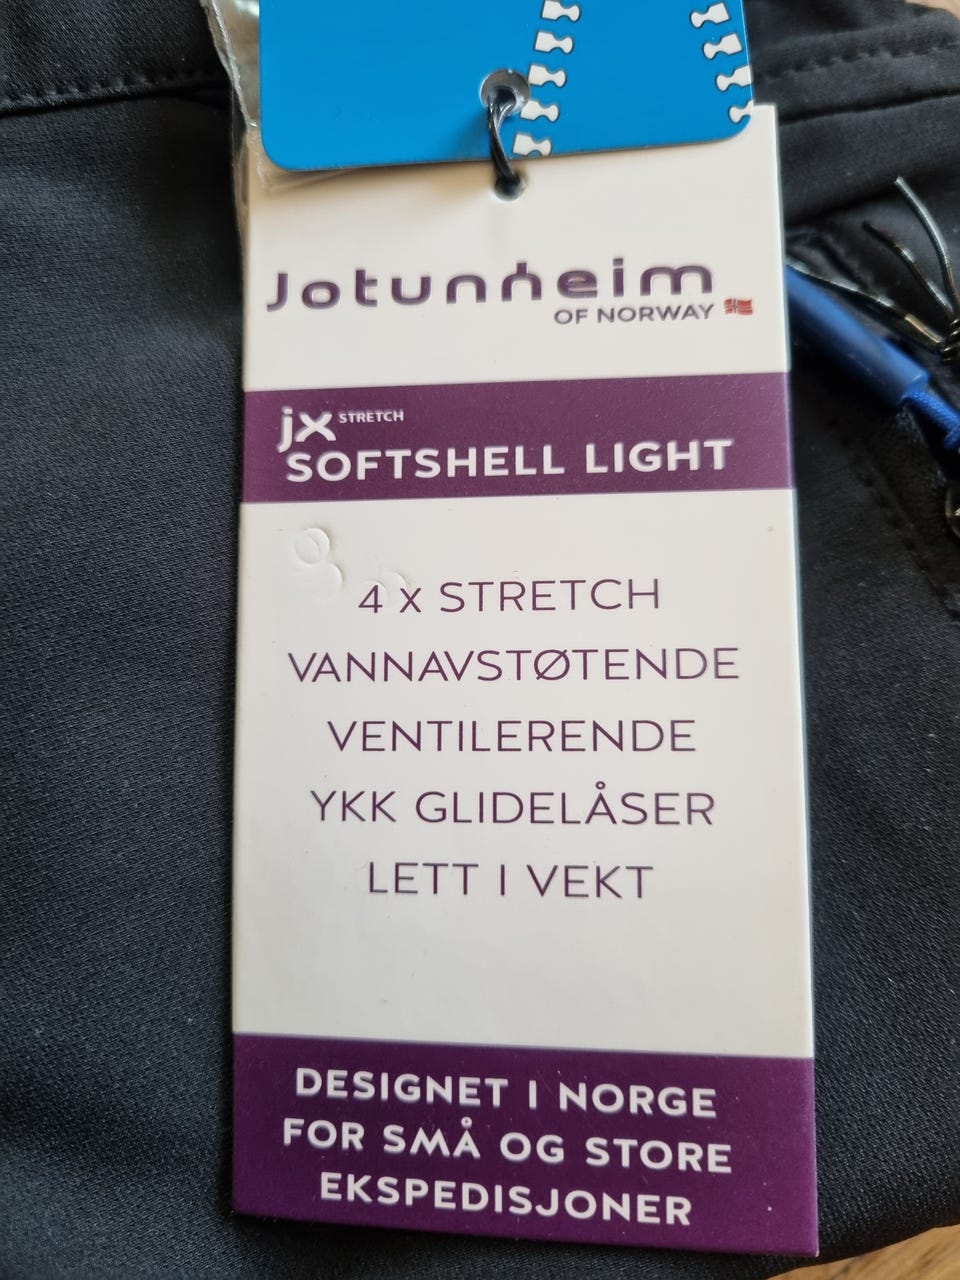 Jotunheim
OF NORWAY
jx STRETCH
SOFTSHELL LIGHT
4 x STRETCH
VANNAVSTØTENDE
VENTILERENDE
YKK GLIDELÅSER
LETT I VEKT
DESIGNET I NORGE
FOR SMÅ OG STORE
EKSPEDISJONER